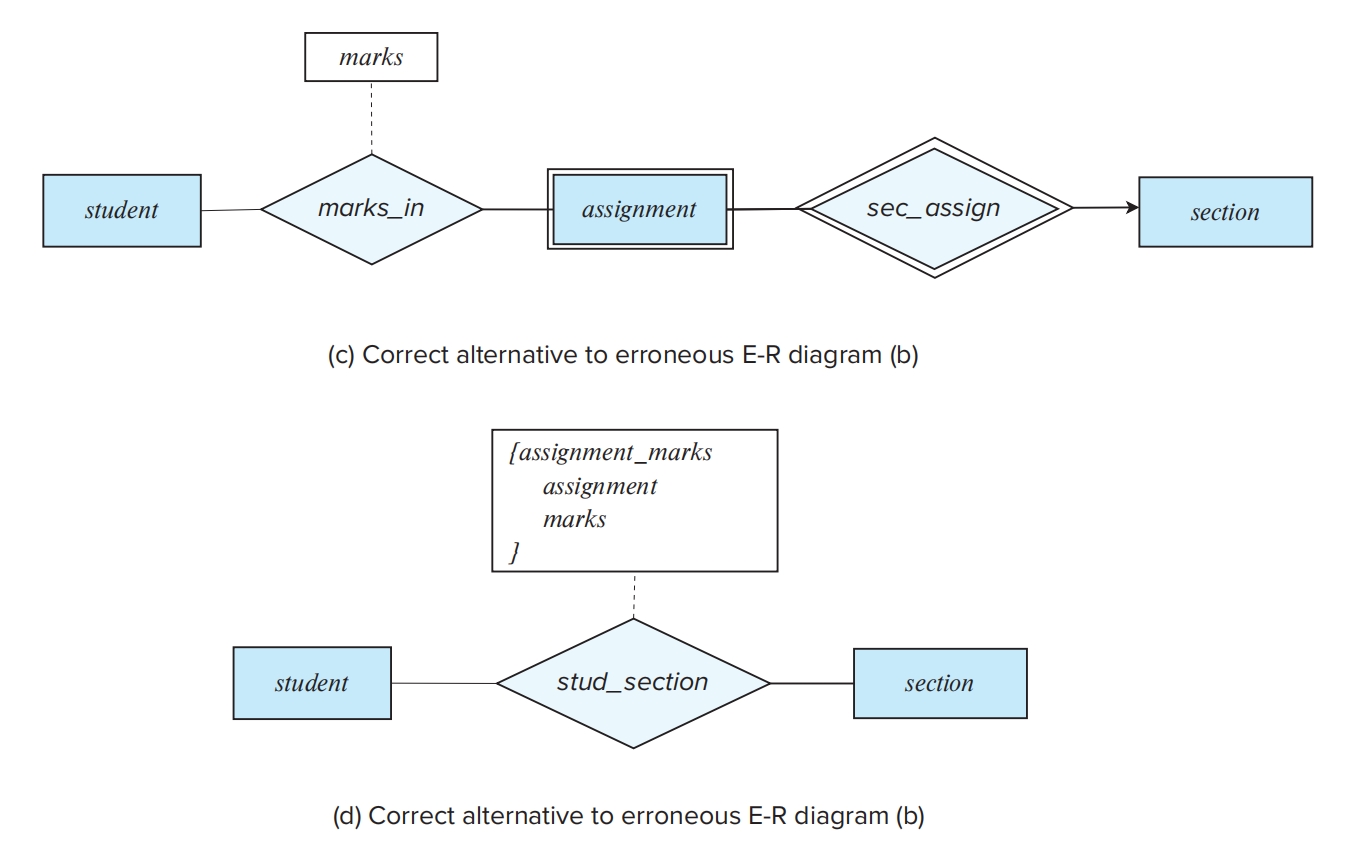 marks
student
marks_in
assignment
sec_assign
section
(c) Correct alternative to erroneous E-R diagram (b)
{assignment_marks
assignment
marks
}
student
stud_section
section
(d) Correct alternative to erroneous E-R diagram (b)